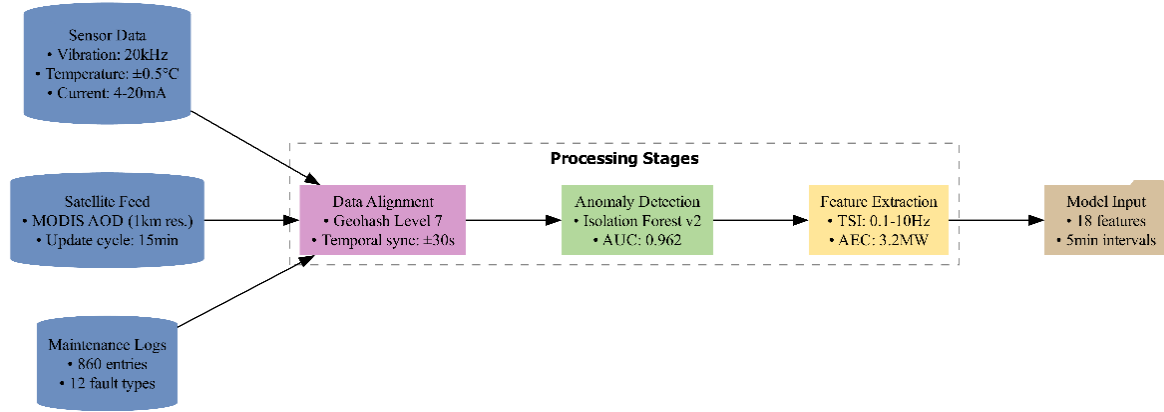 Sensor Data
• Vibration: 20kHz
• Temperature: ±0.5°C
• Current: 4-20mA
Satellite Feed
• MODIS AOD (1km res.)
• Update cycle: 15min
Maintenance Logs
• 860 entries
• 12 fault types
Processing Stages
Data Alignment
• Geohash Level 7
• Temporal sync: ±30s
Anomaly Detection
• Isolation Forest v2
• AUC: 0.962
Feature Extraction
• TSI: 0.1-10Hz
• AEC: 3.2MW
Model Input
• 18 features
• 5min intervals